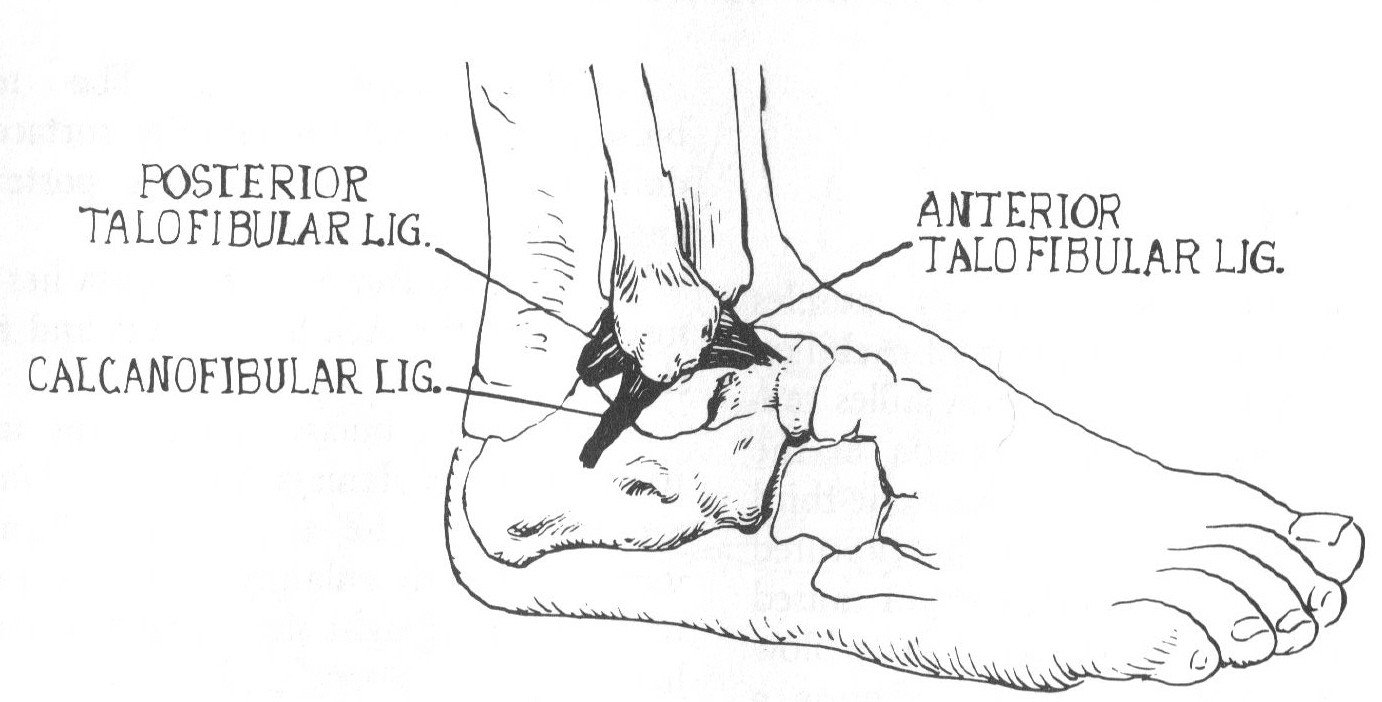 POSTERIOR
TALOFIBULAR LIG.
ANTERIOR
TALOFIBULAR LIG.
CALCANOFIBULAR LIG.